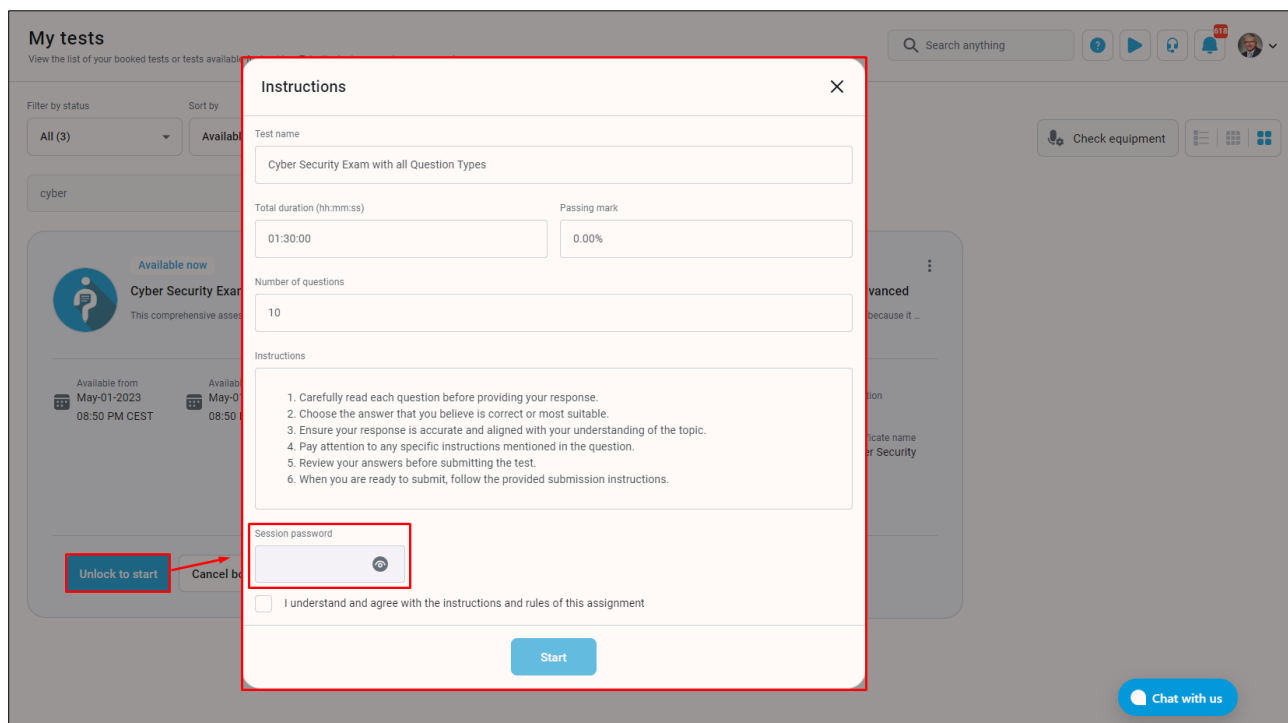 My tests
View the list of your booked tests or tests available
Search anything
618
Filter by status
Sort by
All (3)
Availabl
Check equipment
cyber
Available now
Cyber Security Exar
This comprehensive asses
Available from
May-01-2023
08:50 PM CEST
Availabl
May-0
08:50
Unlock to start
Cancel bo
Instructions
Test name
Cyber Security Exam with all Question Types
Total duration (hh:mm:ss)
Passing mark
01:30:00
0.00%
Number of questions
10
Instructions
1. Carefully read each question before providing your response.
2. Choose the answer that you believe is correct or most suitable.
3. Ensure your response is accurate and aligned with your understanding of the topic.
4. Pay attention to any specific instructions mentioned in the question.
5. Review your answers before submitting the test.
6. When you are ready to submit, follow the provided submission instructions.
Session password
I understand and agree with the instructions and rules of this assignment
Start
vanced
because it ...
tion
ficate name
er Security
Chat with us